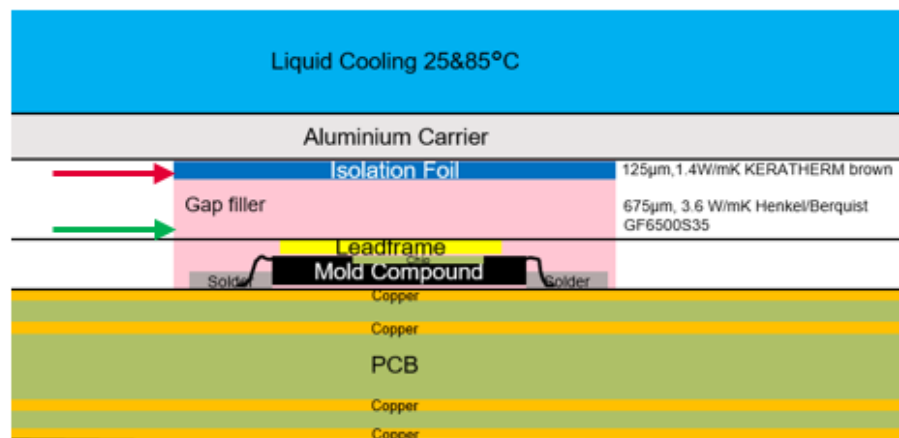 Liquid Cooling 25&85°C
Aluminium Carrier
Isolation Foil
125µm,1.4W/mK KERATHERM brown
Gap filler
675µm, 3.6 W/mK Henkel/Berquist
GF6500S35
Leadframe
Chip
Mold Compound
Solder
Solder
Copper
Copper
PCB
Copper
Copper